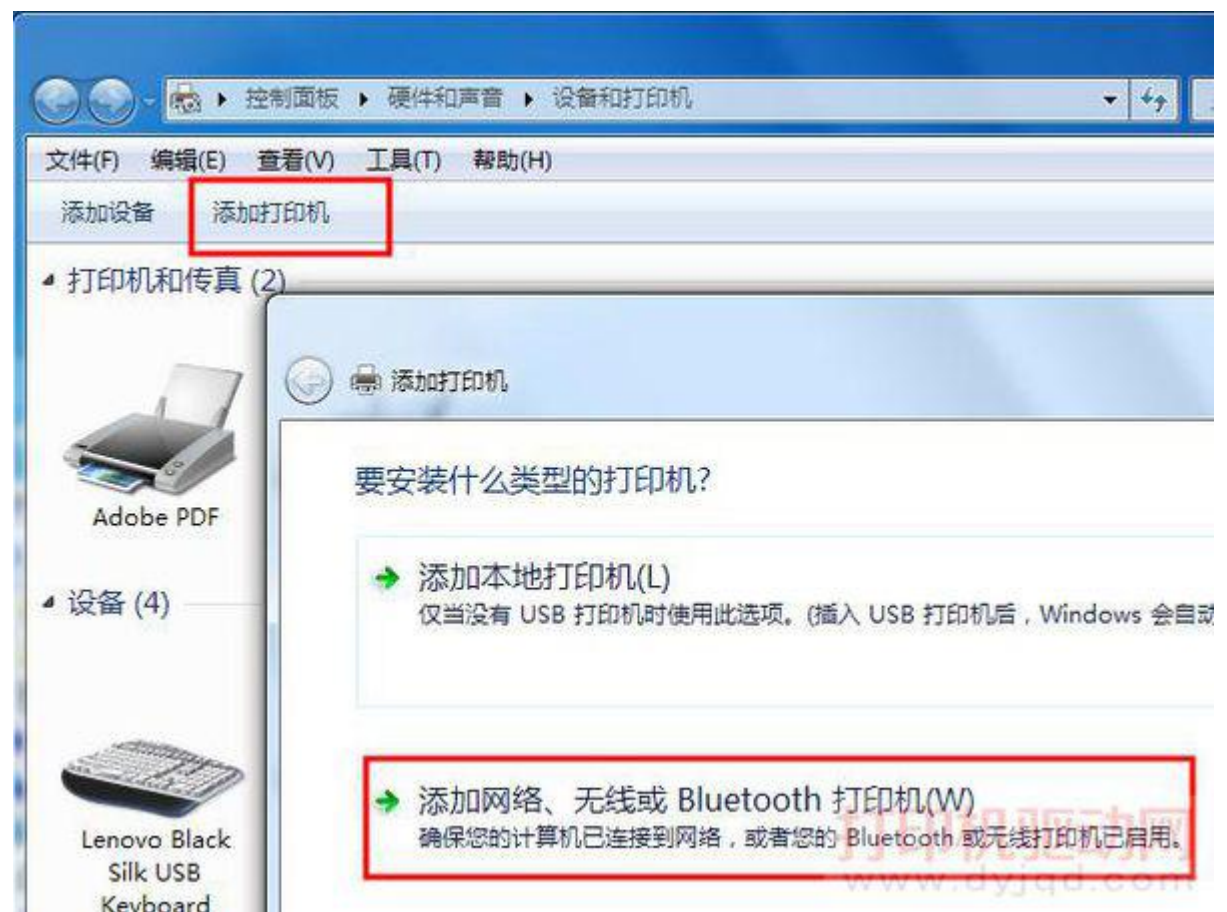 控制面板 硬件和声音 设备和打印机
文件(F) 编辑(E) 查看(V) 工具(T) 帮助(H)
添加设备 添加打印机
打印机和传真 (2)
添加打印机
要安装什么类型的打印机?
Adobe PDF
添加本地打印机(L)
仅当没有 USB 打印机时使用此选项。(插入 USB 打印机后，Windows 会自动
设备 (4)
添加网络、无线或 Bluetooth 打印机(W)
确保您的计算机已连接到网络，或者您的 Bluetooth 或无线打印机已启用。
Lenovo Black
Silk USB
Keyboard
打印机驱动网
www.dyjqd.com